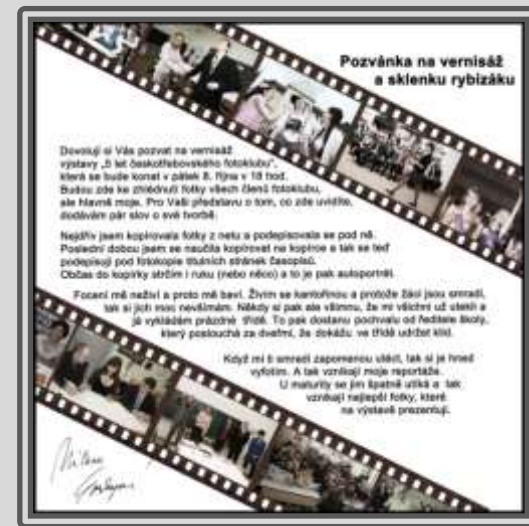 Pozvánka na vernisáž
a sklenku rybizáku
Dovoluji si Vás pozvat na vernisáž
výstavy „5 let českotřebovského fotoklubu“,
která se bude konat v pátek 8. října v 18 hod.
Budou zde ke zhlédnutí fotky všech členů fotoklubu,
ale hlavně moje. Pro Vaši představu o tom, co zde uvidíte,
dodávám pár slov o své tvorbě.
Nejdřív jsem kopírovala fotky z netu a podepisovala se pod ně.
Poslední dobou jsem se naučila kopírovat na kopírce a tak se teď
podepisuji pod fotokopie titulních stránek časopisů.
Občas do kopírky strčím i ruku (nebo něco) a to je pak autoportrét.
Focení mě neživí a proto mě baví. Živím se kantořinou a protože žáci jsou smradi,
tak si jich moc nevšímám. Někdy si pak ale všimnu, že mi všichni už utekli a
já vykládám prázdné třídě. To pak dostanu pochvalu od ředitele školy,
který poslouchá za dveřmi, že dokážu ve třídě udržet klid.
Když mi ti smradi zapomenou utéct, tak si je hned
vyfotím. A tak vznikají moje reportáže.
U maturity se jim špatně utíká a tak
vznikají nejlepší fotky, které
na výstavě prezentuji.